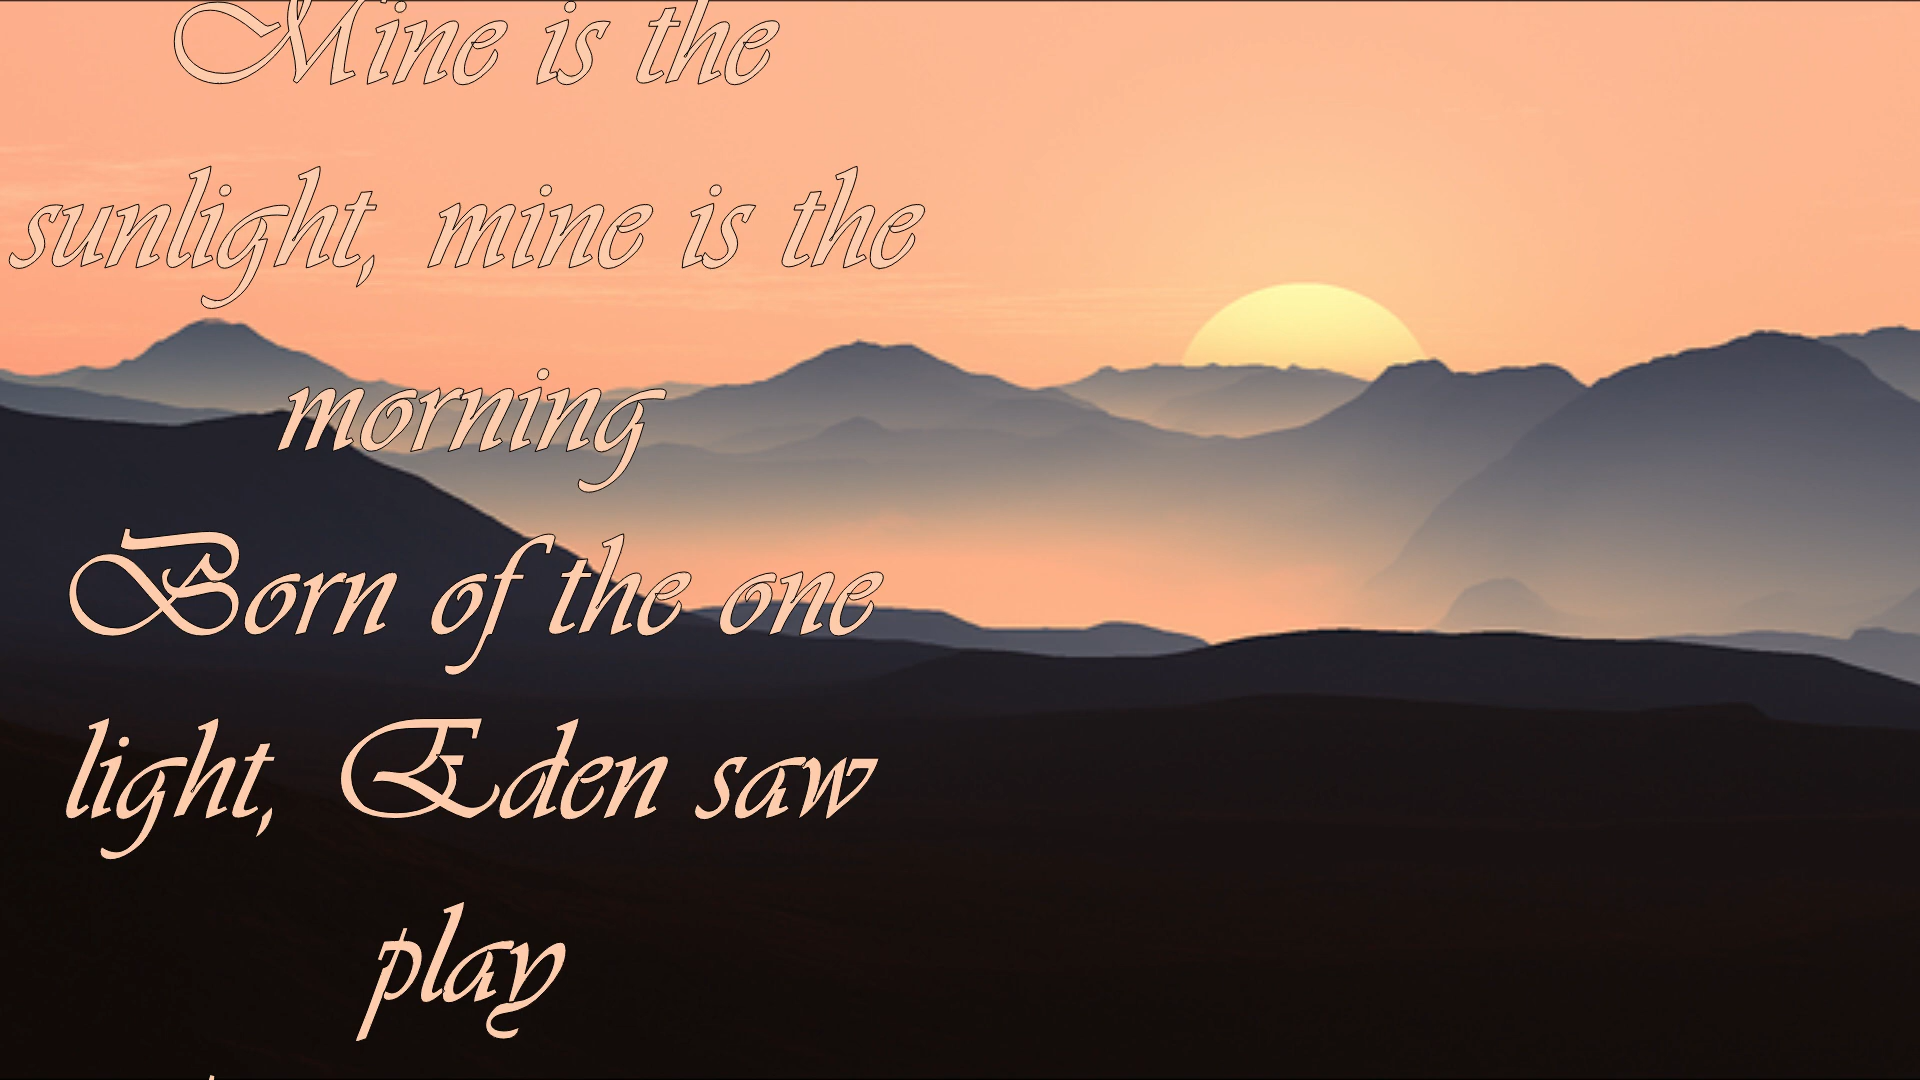 Mine is the
sunlight, mine is the
morning
Born of the one
light, Eden saw
play